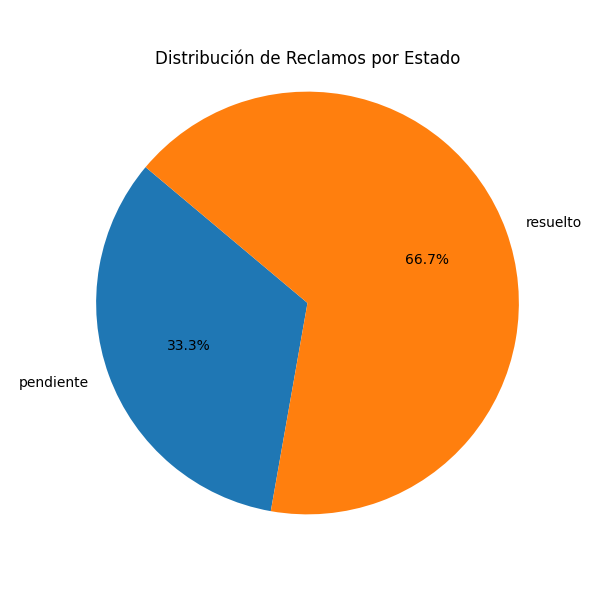 Distribución de Reclamos por Estado
resuelto
66.7%
33.3%
pendiente